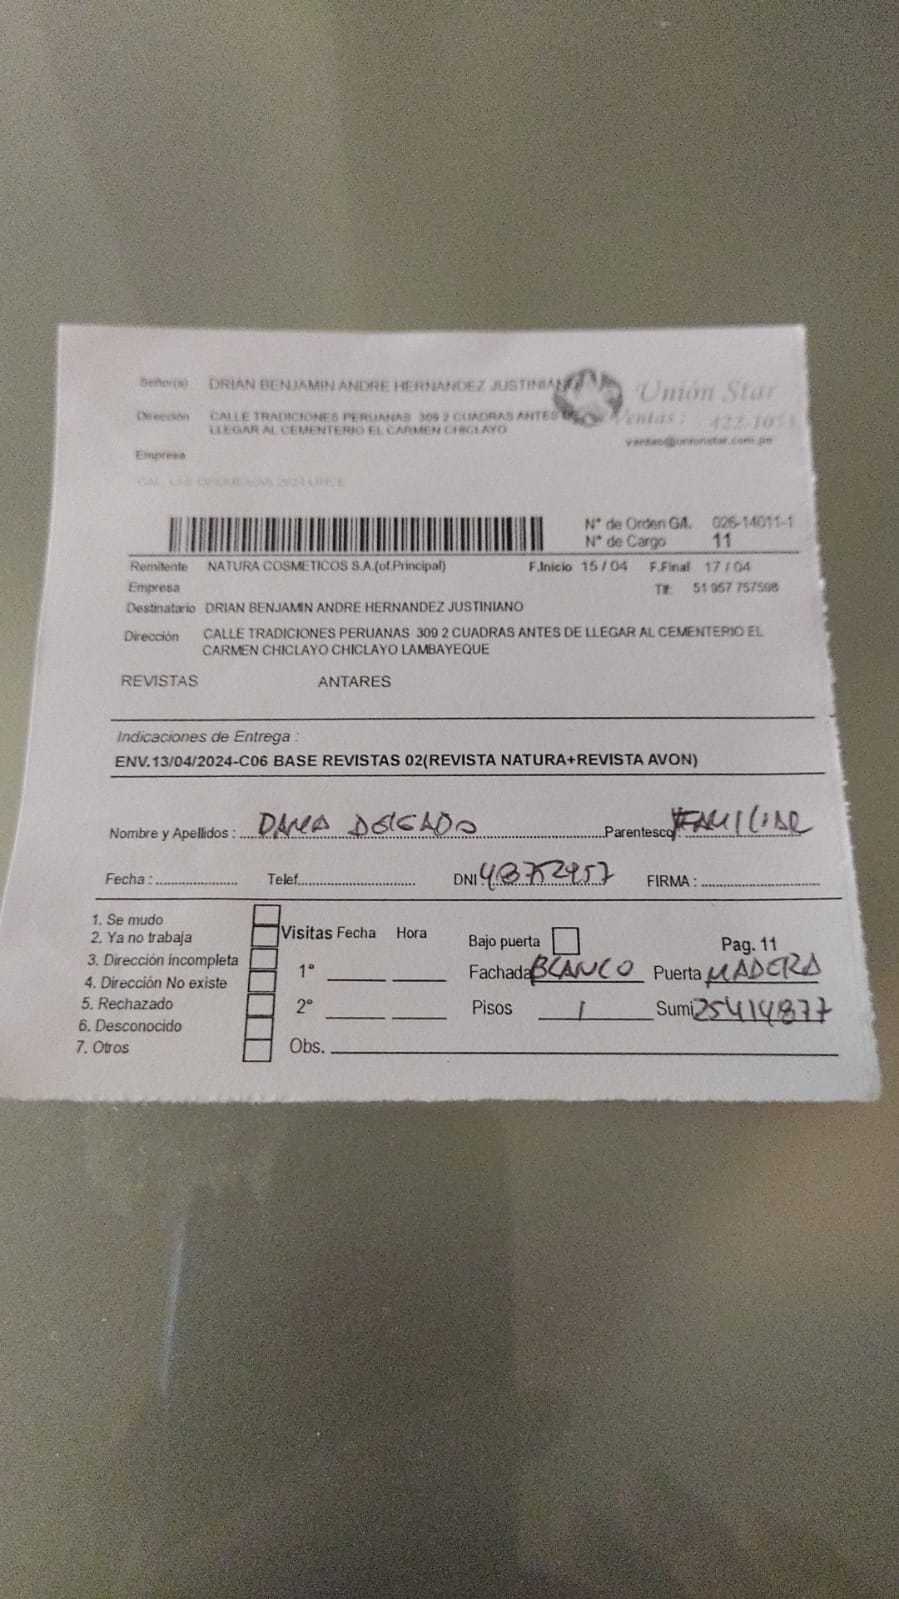 Señor(s) DRIAN BENJAMIN ANDRE HERNANDEZ JUSTINIANO
Unión Star
Dirección CALLE TRADICIONES PERUANAS 309 2 CUADRAS ANTES DE
LLEGAR AL CEMENTERIO EL CARMEN CHICLAYO
Ventas :
ventas@unionstar.com.pe
Empresa
N° de Orden G/I. 026-14011-1
N° de Cargo 11
Remitente NATURA COSMETICOS S.A.(of.Principal) F.Inicio 15 / 04 F.Final 17 / 04
Empresa Tlf: 51 957 757598
Destinatario DRIAN BENJAMIN ANDRE HERNANDEZ JUSTINIANO
Dirección CALLE TRADICIONES PERUANAS 309 2 CUADRAS ANTES DE LLEGAR AL CEMENTERIO EL
CARMEN CHICLAYO CHICLAYO LAMBAYEQUE
REVISTAS ANTARES
Indicaciones de Entrega :
ENV.13/04/2024-C06 BASE REVISTAS 02(REVISTA NATURA+REVISTA AVON)
Nombre y Apellidos : DELGADO Parentesco FAMILIAR
Fecha : Telef. DNI: 48752957 FIRMA :
1. Se mudo
2. Ya no trabaja
3. Dirección Incompleta
4. Dirección No existe
5. Rechazado
6. Desconocido
7. Otros
Visitas Fecha Hora
1°
2°
Obs.
Bajo puerta Pag. 11
Fachada BLANCO Puerta MADERA
Pisos 1 Sumi 25414877